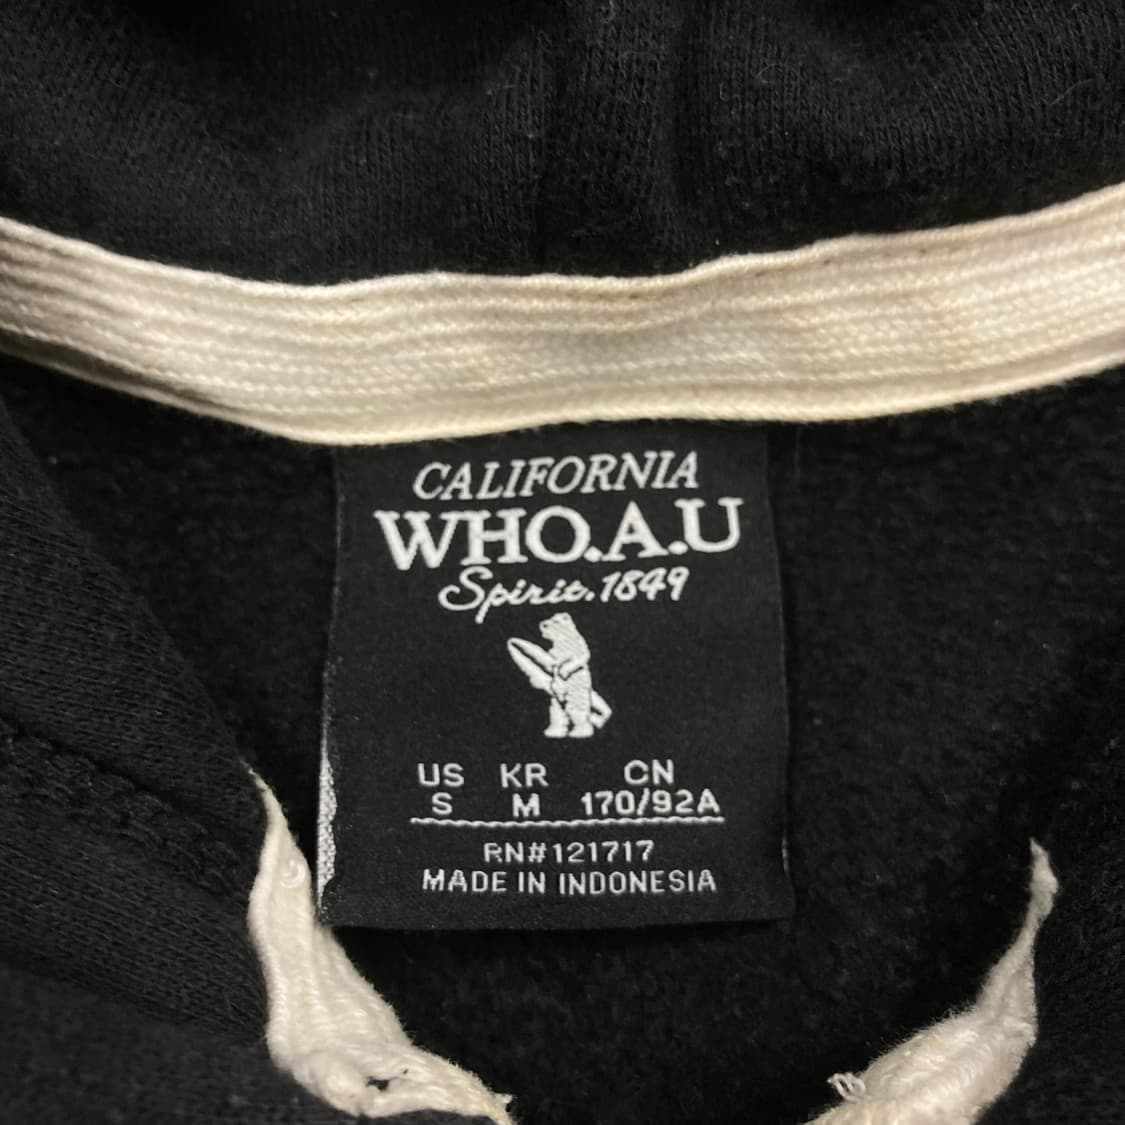 CALIFORNIA
WHO.A.U
Spirit.1849
US KR CN
S M 170/92A
RN#121717
MADE IN INDONESIA